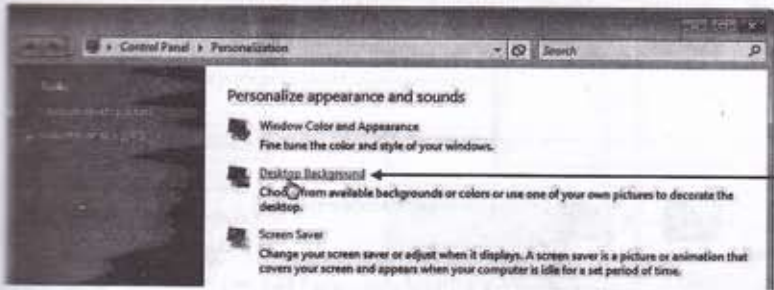 Control Panel ▸ Personalization
Search
Tasks
Personalize appearance and sounds
Window Color and Appearance
Fine tune the color and style of your windows.
Desktop Background
Choose from available backgrounds or colors or use one of your own pictures to decorate the
desktop.
Screen Saver
Change your screen saver or adjust when it displays. A screen saver is a picture or animation that
covers your screen and appears when your computer is idle for a set period of time.